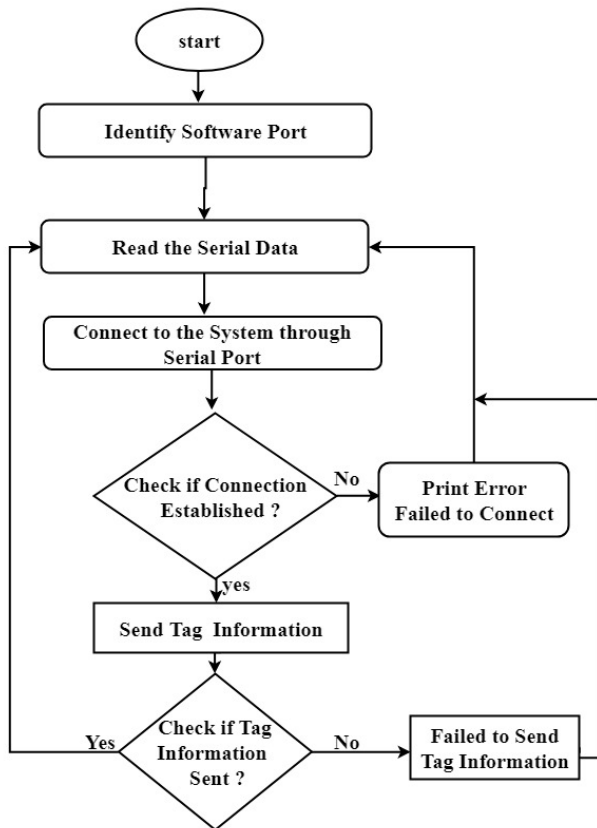 start
Identify Software Port
Read the Serial Data
Connect to the System through
Serial Port
Check if Connection
Established ?
No
Print Error
Failed to Connect
yes
Send Tag Information
Yes
Check if Tag
Information
Sent ?
No
Failed to Send
Tag Information